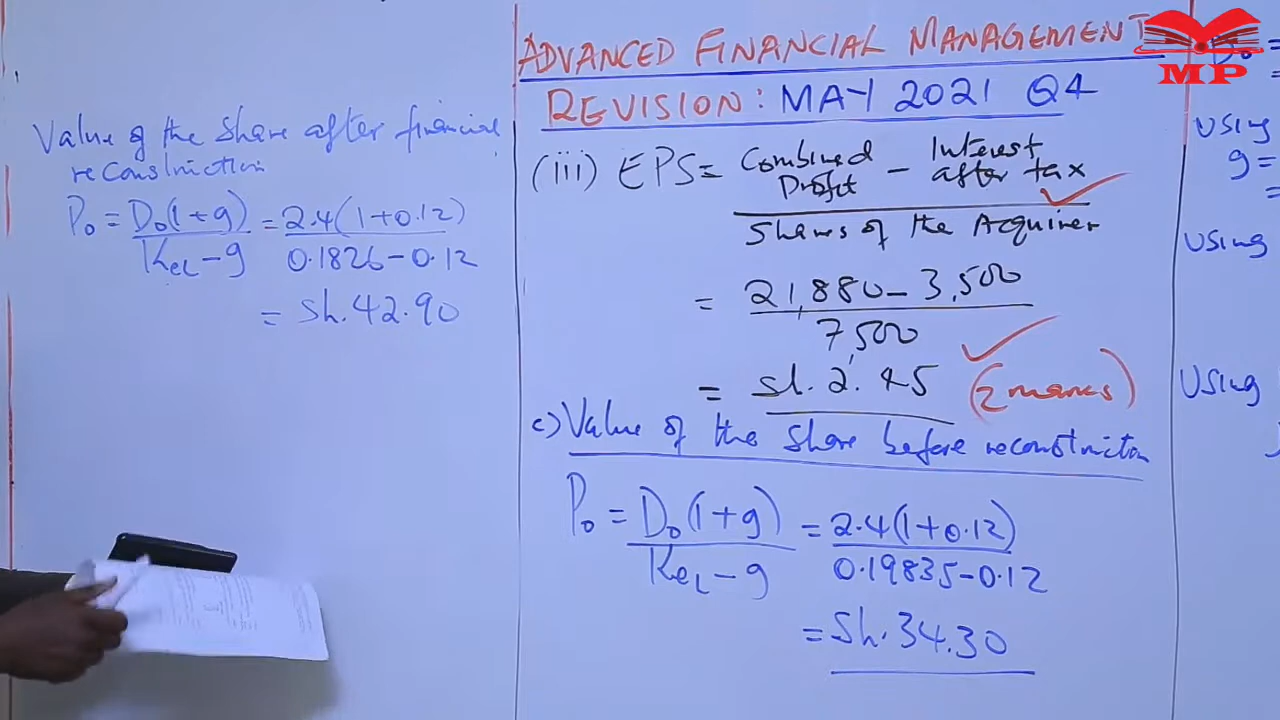 Value of the Share after financial
reconstruction
P₀ = D₀(1+g) = 2.4(1+0.12)
KeL-g 0.1826-0.12
= Sh.42.90
ADVANCED FINANCIAL MANAGEMENT
REVISION: MAY 2021 Q4
(iii) EPS= Combined Profit - Interest after tax
Shares of the Acquirer
= 21,880-3,500
7,500
= Sh.2.45 (2 marks)
c) Value of the Share before reconstruction
P₀ = D₀(1+g) = 2.4(1+0.12)
KeL-g 0.19835-0.12
= Sh.34.30
MP
Using
g=
=
Using
Using